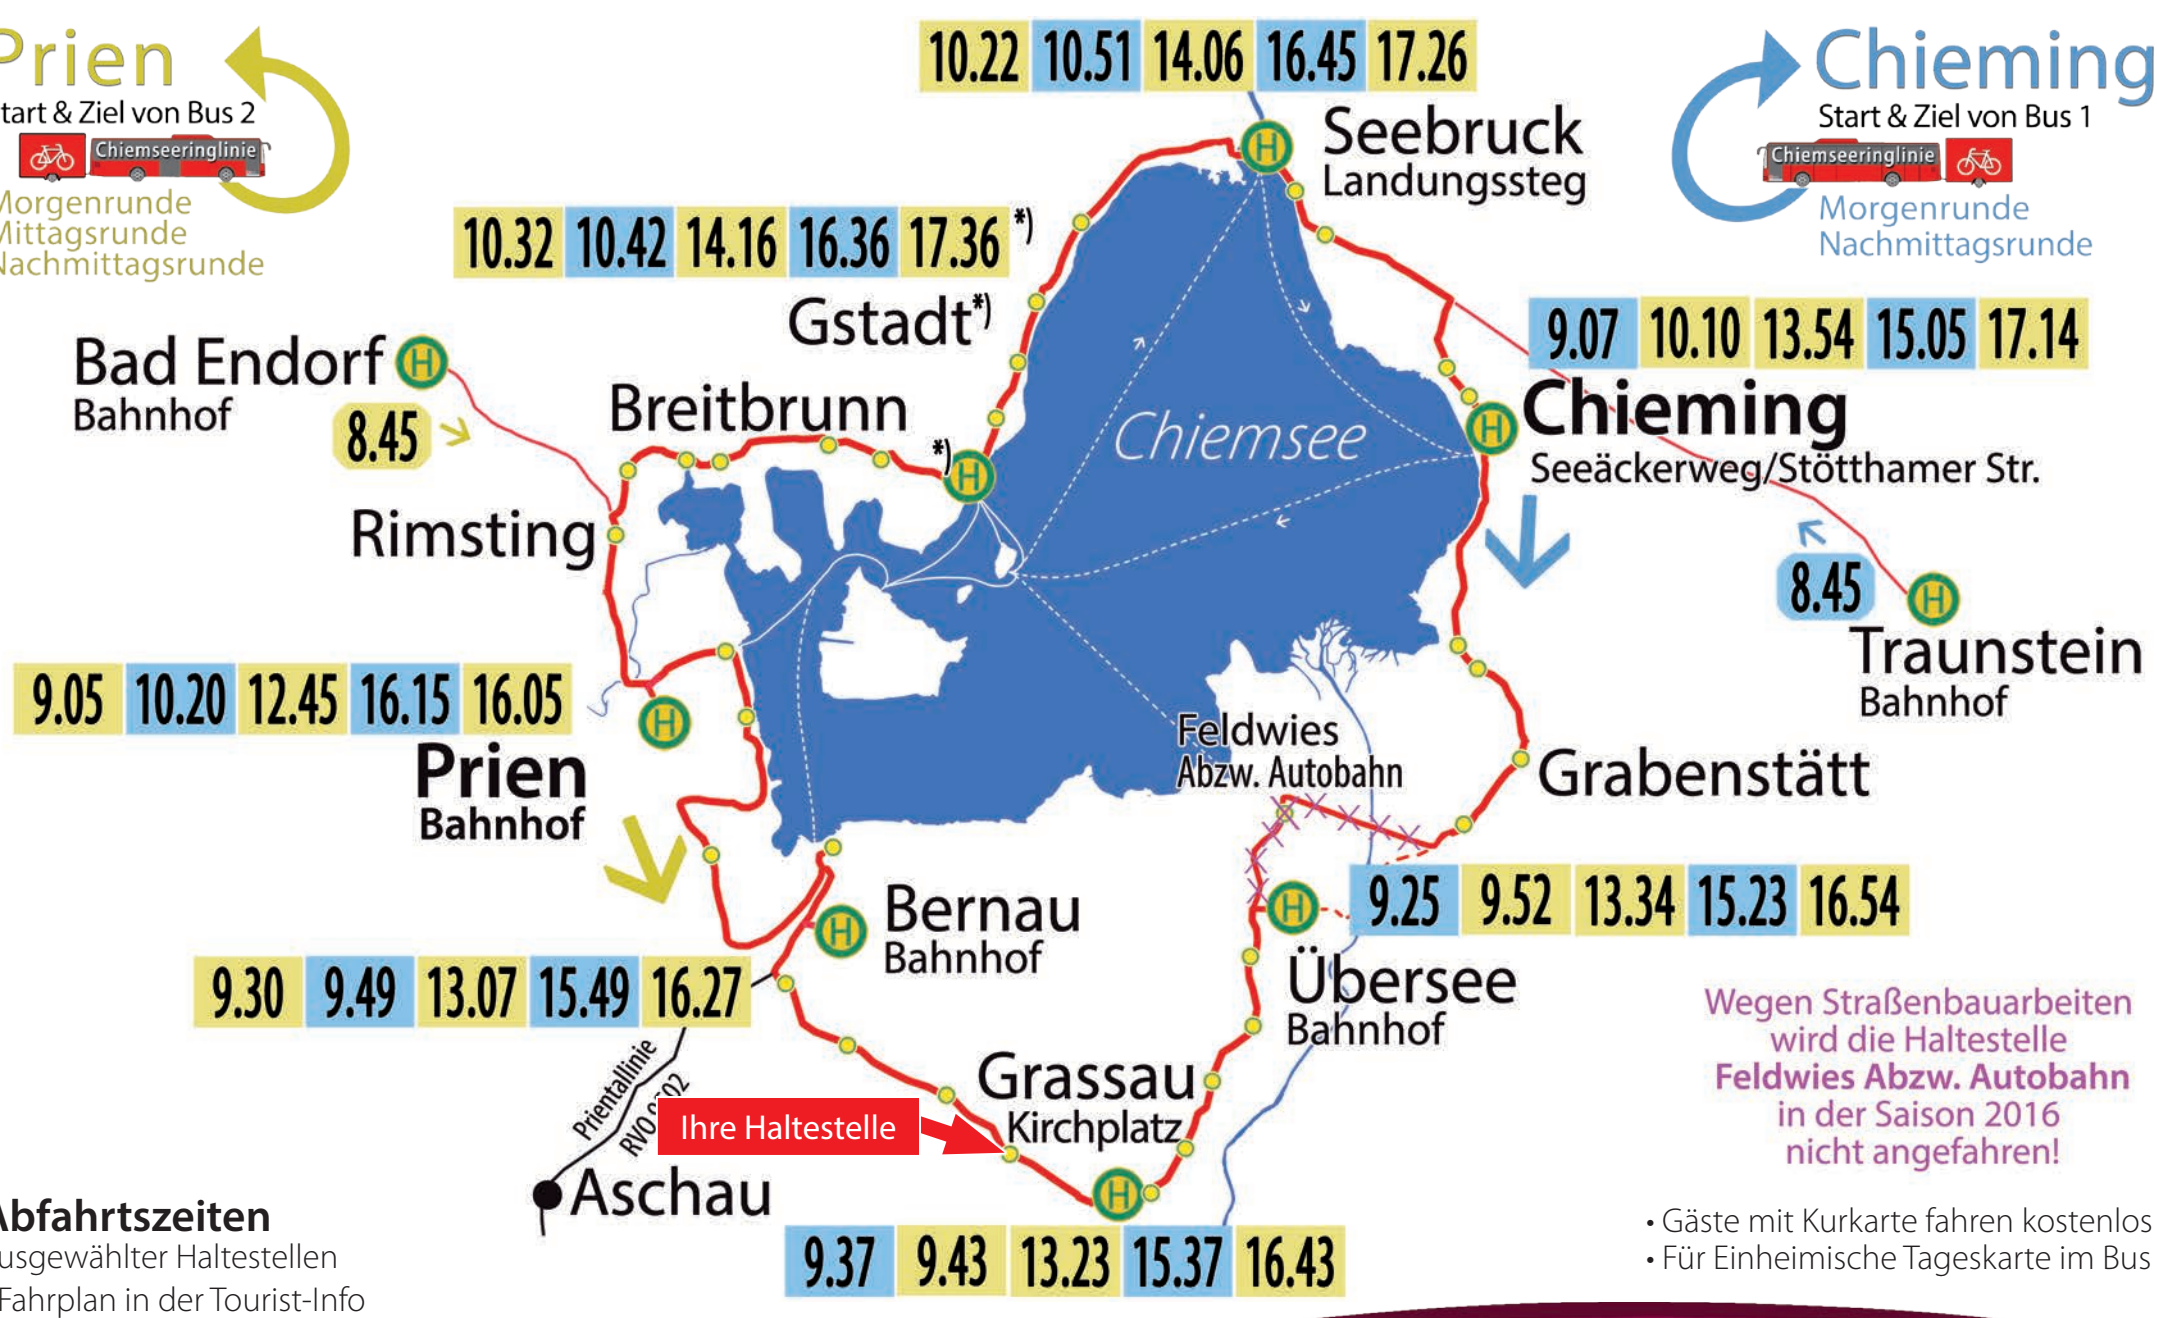 Prien
Start & Ziel von Bus 2
Chiemseeringlinie
Morgenrunde
Mittagsrunde
Nachmittagsrunde
10.22 10.51 14.06 16.45 17.26
Seebruck
Landungssteg
Chieming
Start & Ziel von Bus 1
Chiemseeringlinie
Morgenrunde
Nachmittagsrunde
10.32 10.42 14.16 16.36 17.36 *)
Gstadt*)
*)
H
H
9.07 10.10 13.54 15.05 17.14
Chieming
Seeäckerweg/Stötthamer Str.
H
Bad Endorf
Bahnhof
H
8.45
Breitbrunn
Chiemsee
Rimsting
8.45
H
Traunstein
Bahnhof
9.05 10.20 12.45 16.15 16.05
H
Prien
Bahnhof
Feldwies
Abzw. Autobahn
Grabenstätt
H
Bernau
Bahnhof
9.30 9.49 13.07 15.49 16.27
H
9.25 9.52 13.34 15.23 16.54
Übersee
Bahnhof
Wegen Straßenbauarbeiten
wird die Haltestelle
Feldwies Abzw. Autobahn
in der Saison 2016
nicht angefahren!
Prientallinie
RVO
Grassau
Kirchplatz
Ihre Haltestelle
H
Aschau
9.37 9.43 13.23 15.37 16.43
Abfahrtszeiten
ausgewählter Haltestellen
Fahrplan in der Tourist-Info
• Gäste mit Kurkarte fahren kostenlos
• Für Einheimische Tageskarte im Bus